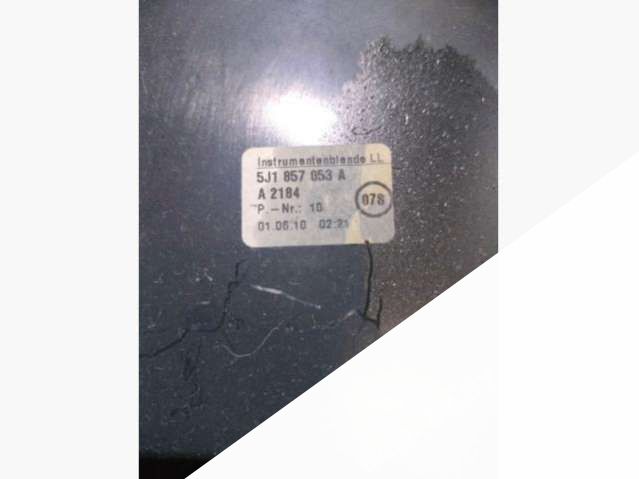 Instrumentenblende LL
5J1 857 053 A
A 2184
P.-Nr.: 10
078
01.06.10 02:21